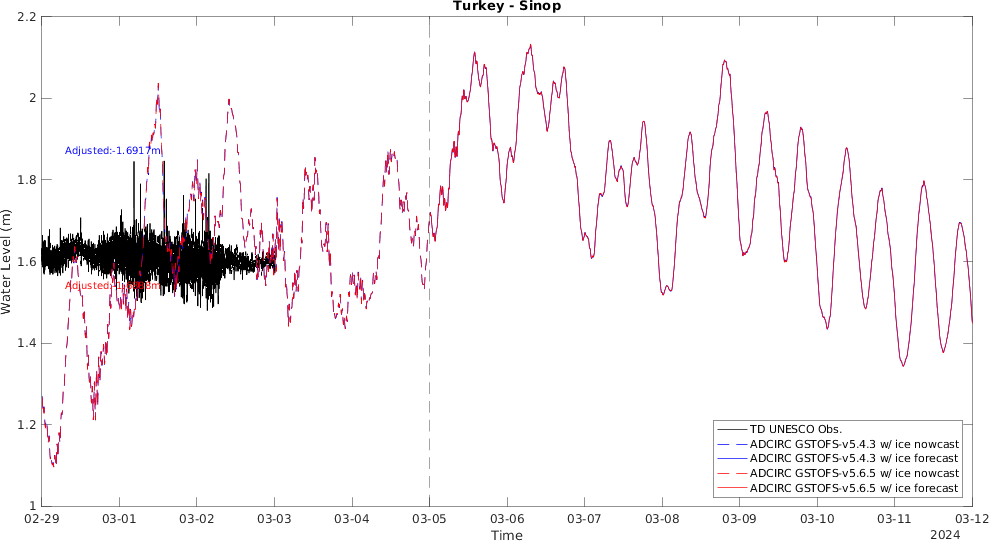 Turkey - Sinop
2.2
2
1.8
1.6
1.4
1.2
1
Water Level (m)
Adjusted:-1.6917m
02-29
03-01
03-02
03-03
03-04
03-05
03-06
03-07
03-08
03-09
03-10
03-11
03-12
Time
2024
TD UNESCO Obs.
ADCIRC GSTOFS-v5.4.3 w/ ice nowcast
ADCIRC GSTOFS-v5.4.3 w/ ice forecast
ADCIRC GSTOFS-v5.6.5 w/ ice nowcast
ADCIRC GSTOFS-v5.6.5 w/ ice forecast